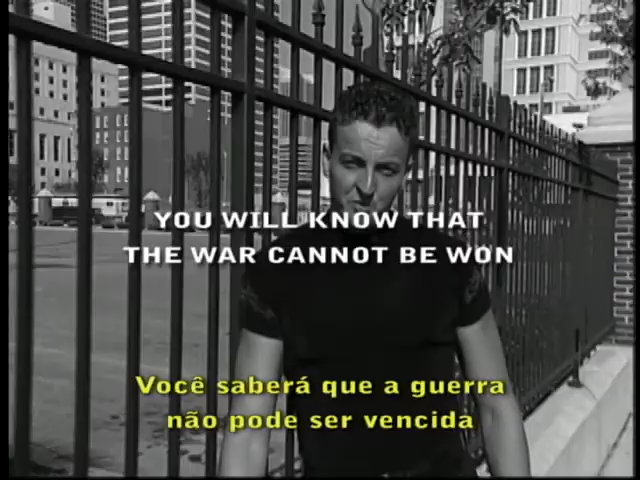 YOU WILL KNOW THAT
THE WAR CANNOT BE WON
Você saberá que a guerra
não pode ser vencida